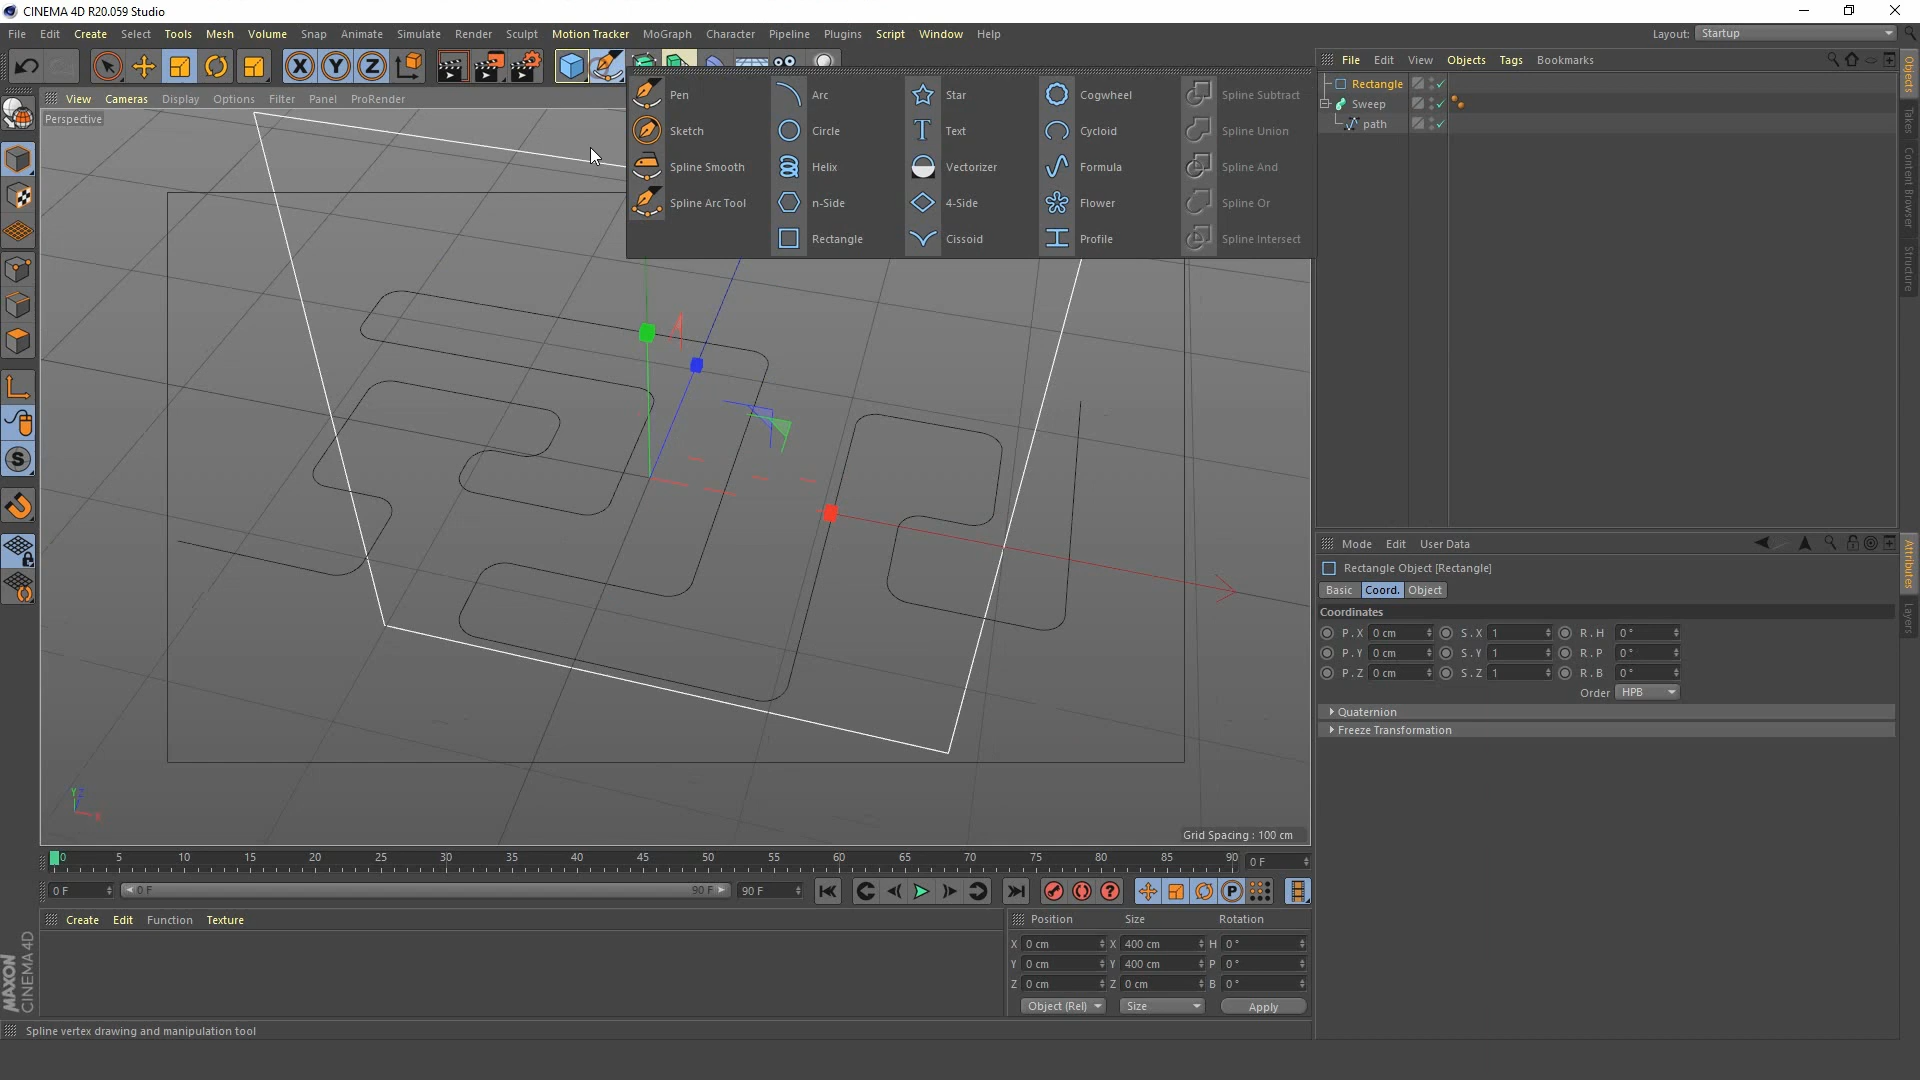 CINEMA 4D R20.059 Studio
File Edit Create Select Tools Mesh Volume Snap Animate Simulate Render Sculpt Motion Tracker MoGraph Character Pipeline Plugins Script Window Help
Layout: Startup
X Y Z
View Cameras Display Options Filter Panel ProRender
Perspective
Pen Arc Star Cogwheel Spline Subtract
Sketch Circle Text Cycloid Spline Union
Spline Smooth Helix Vectorizer Formula Spline And
Spline Arc Tool n-Side 4-Side Flower Spline Or
Rectangle Cissoid Profile Spline Intersect
File Edit View Objects Tags Bookmarks
Rectangle
Sweep
path
Objects
Takes
Content Browser
Structure
Mode Edit User Data
Rectangle Object [Rectangle]
Basic Coord. Object
Coordinates
P . X 0 cm S . X 1 R . H 0 °
P . Y 0 cm S . Y 1 R . P 0 °
P . Z 0 cm S . Z 1 R . B 0 °
Order HPB
Quaternion
Freeze Transformation
Attributes
Layers
S
Y Z
X
Grid Spacing : 100 cm
0 5 10 15 20 25 30 35 40 45 50 55 60 65 70 75 80 85 90 0 F
0 F 0 F 90 F 90 F
P
Create Edit Function Texture
Position Size Rotation
X 0 cm X 400 cm H 0 °
Y 0 cm Y 400 cm P 0 °
Z 0 cm Z 0 cm B 0 °
Object (Rel) Size Apply
MAXON
CINEMA 4D
Spline vertex drawing and manipulation tool